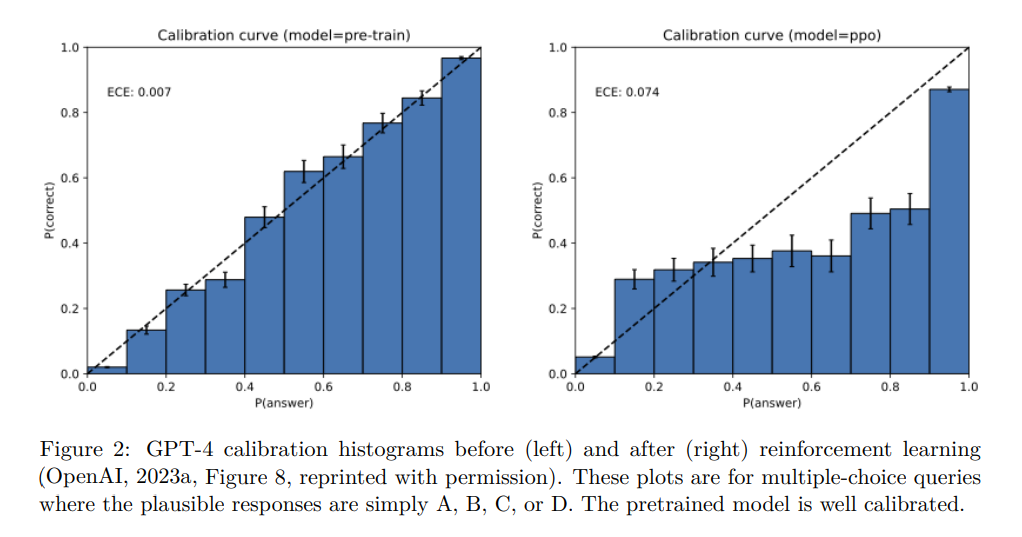 Calibration curve (model=pre-train)
1.0
0.8
0.6
0.4
0.2
0.0
P(correct)
ECE: 0.007
0.0 0.2 0.4 0.6 0.8 1.0
P(answer)
Calibration curve (model=ppo)
1.0
0.8
0.6
0.4
0.2
0.0
P(correct)
ECE: 0.074
0.0 0.2 0.4 0.6 0.8 1.0
P(answer)
Figure 2: GPT-4 calibration histograms before (left) and after (right) reinforcement learning
(OpenAI, 2023a, Figure 8, reprinted with permission). These plots are for multiple-choice queries
where the plausible responses are simply A, B, C, or D. The pretrained model is well calibrated.